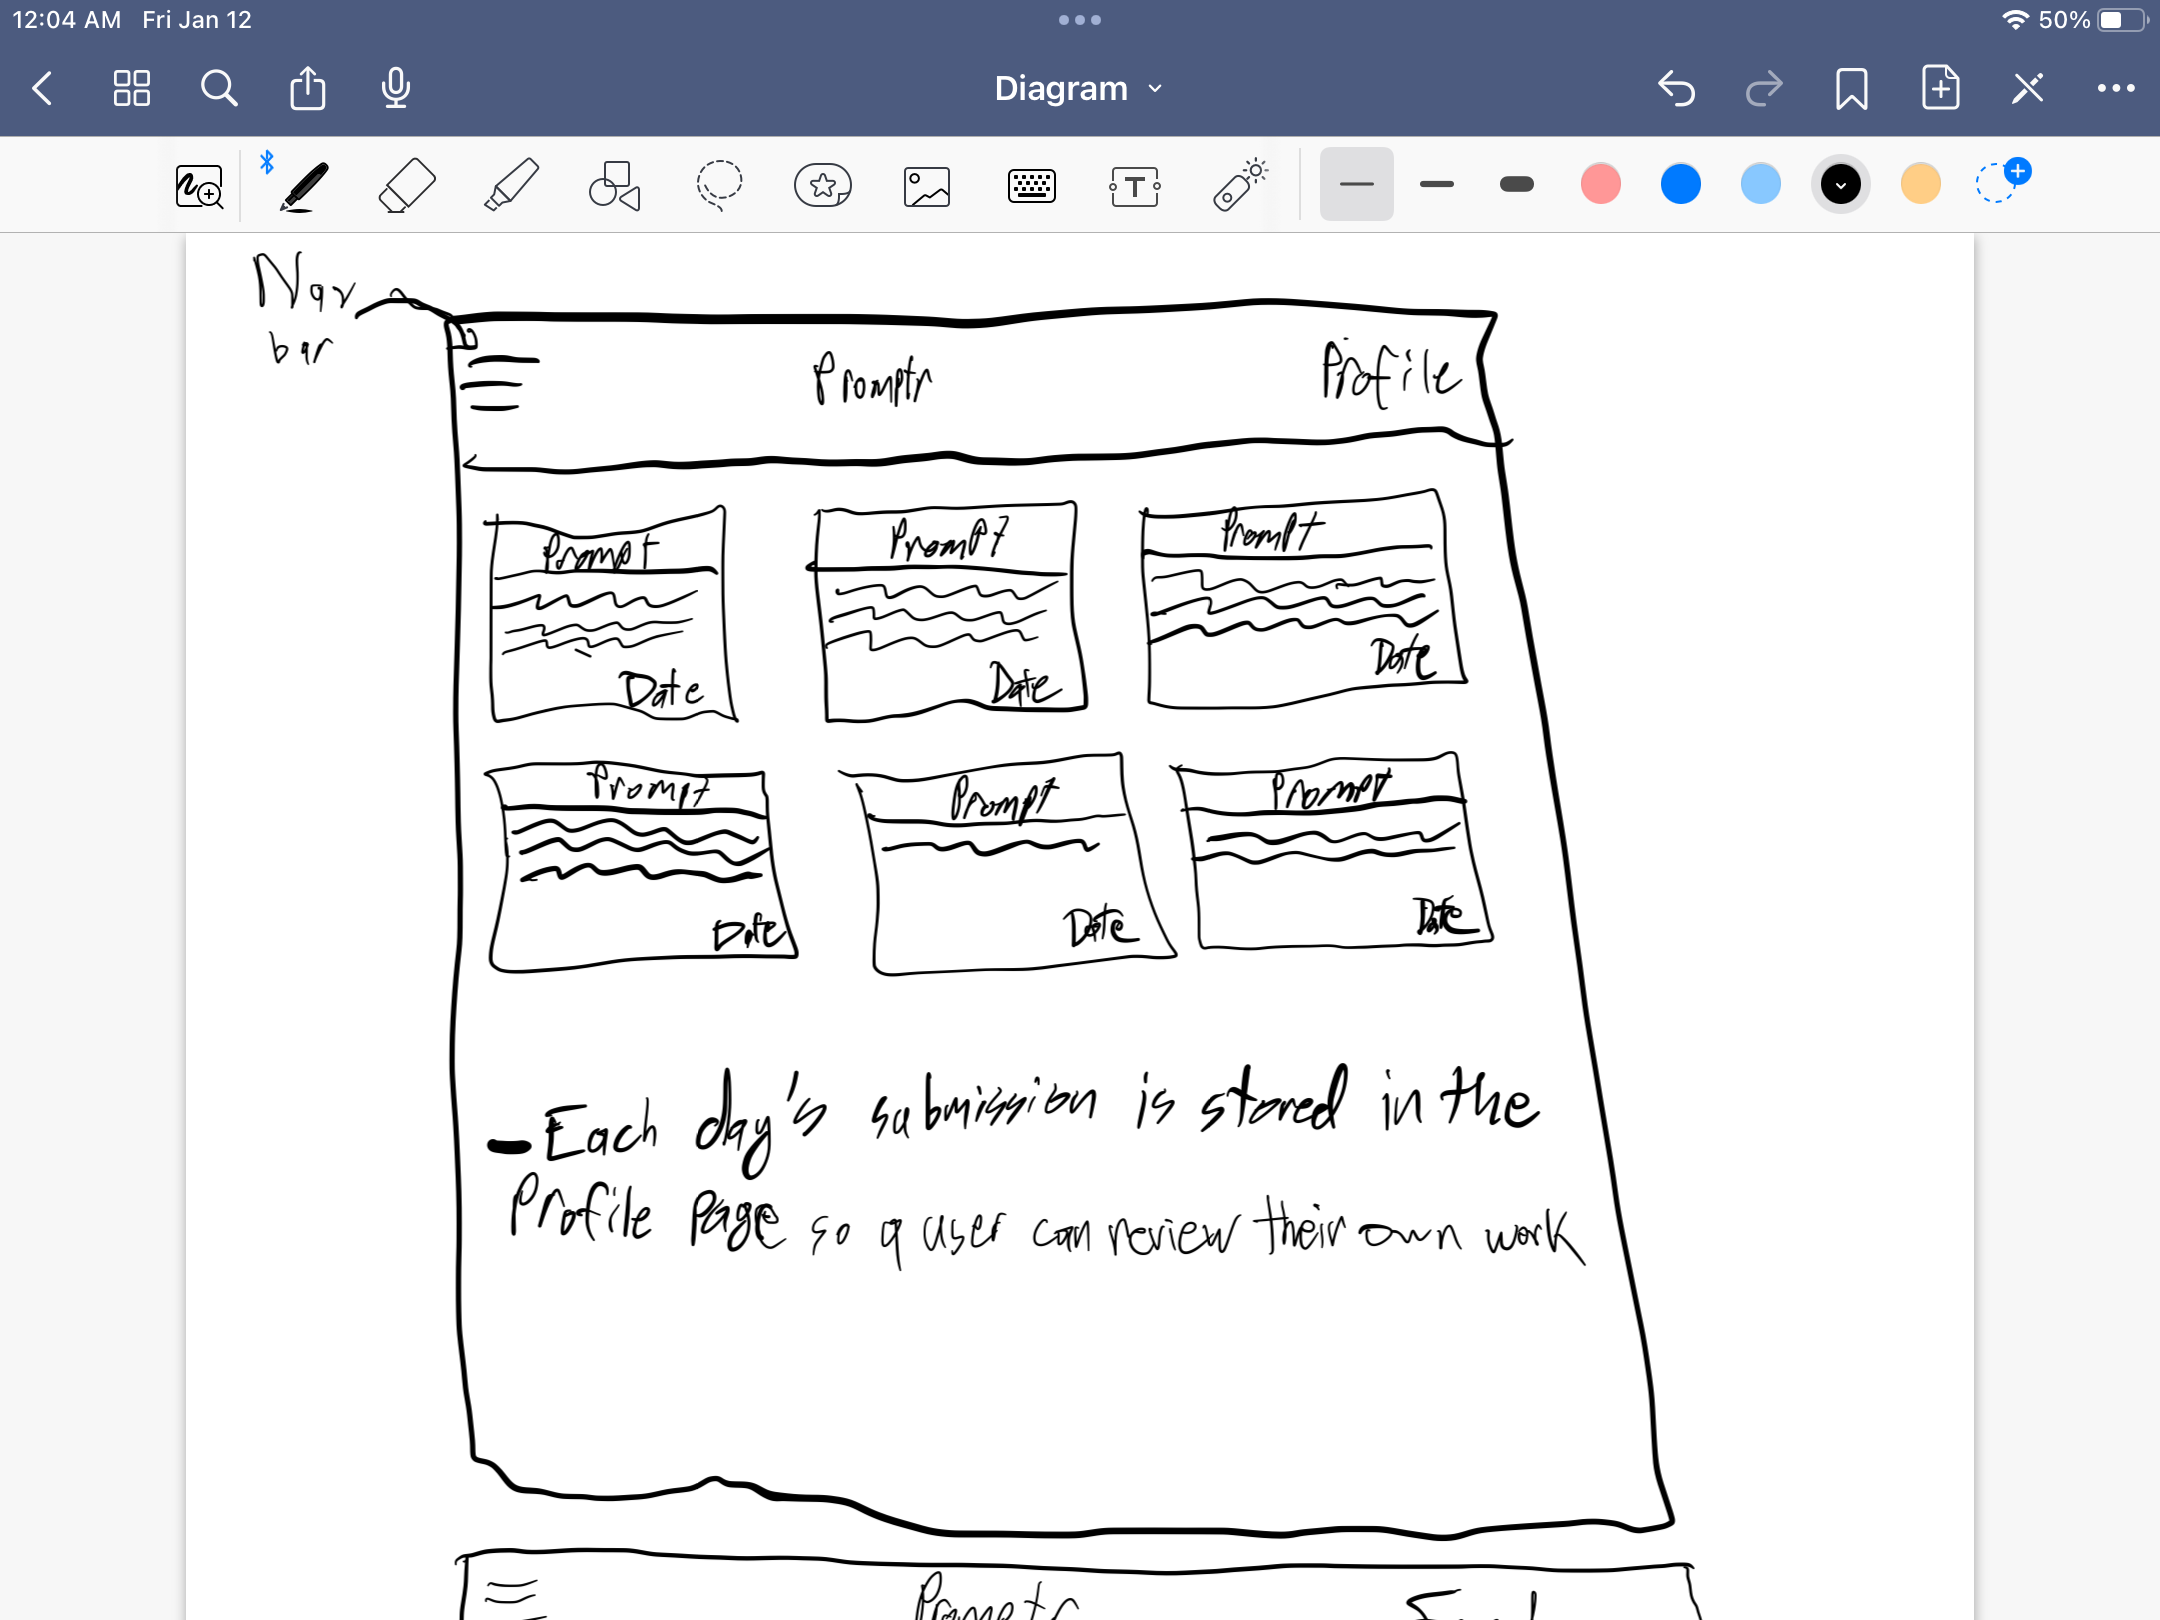 12:04 AM Fri Jan 12
50%
Diagram
T
Nav
bar
Promptr Profile
Prompt Prompt Prompt
Date Date Date
Prompt Prompt Prompt
Date Date Date
- Each day's submission is stored in the
Profile Page so a user can review their own work
Promptr